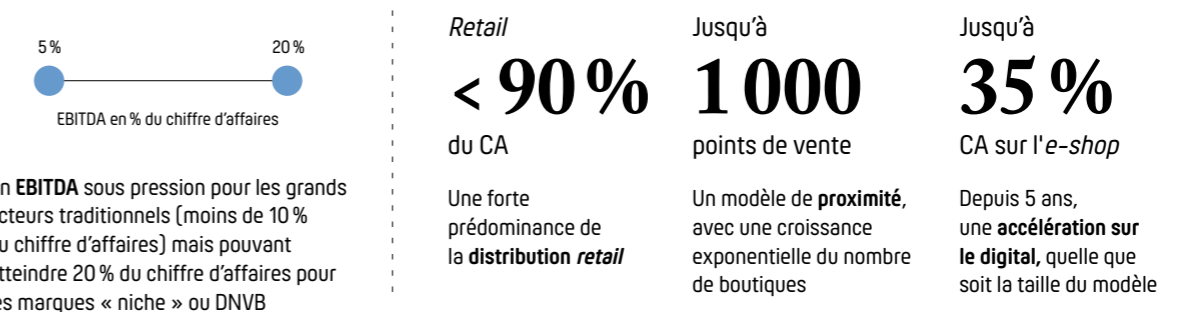 5 %
20 %
EBITDA en % du chiffre d'affaires
n EBITDA sous pression pour les grands
cteurs traditionnels (moins de 10 %
u chiffre d'affaires) mais pouvant
tteindre 20 % du chiffre d'affaires pour
es marques « niche » ou DNVB
Retail
< 90 %
du CA
Une forte
prédominance de
la distribution retail
Jusqu'à
1 000
points de vente
Un modèle de proximité,
avec une croissance
exponentielle du nombre
de boutiques
Jusqu'à
35 %
CA sur l'e-shop
Depuis 5 ans,
une accélération sur
le digital, quelle que
soit la taille du modèle